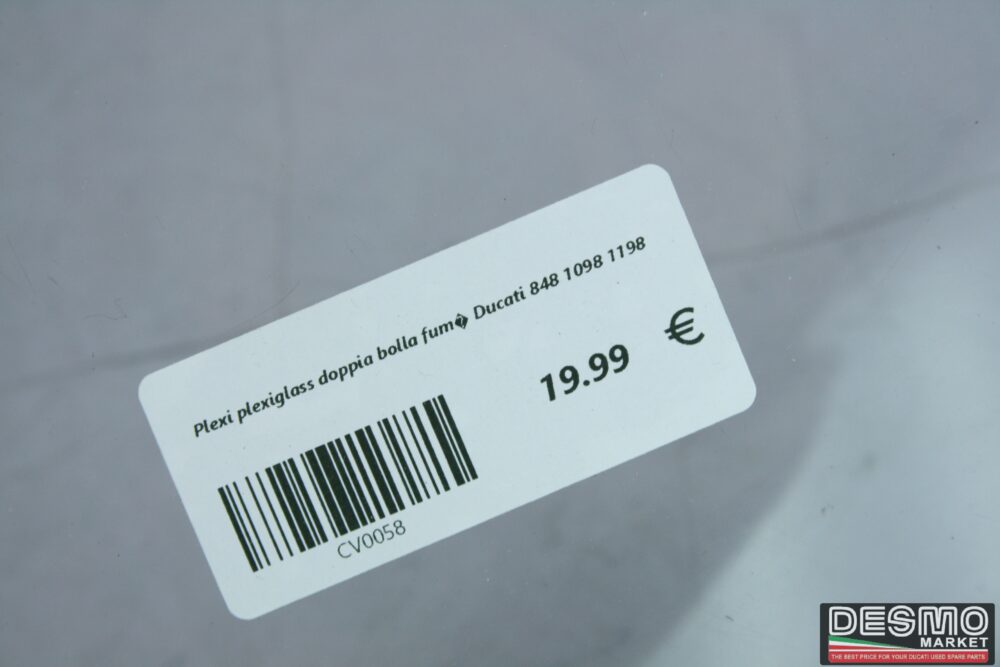 Plexi plexiglass doppia bolla fum� Ducati 848 1098 1198
19.99 €
CV0058
DESMO
MARKET
THE BEST PRICE FOR YOUR DUCATI USED SPARE PARTS